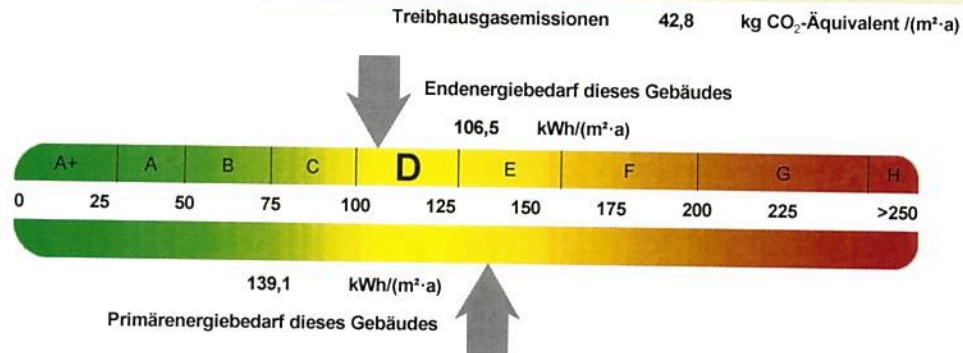 Treibhausgasemissionen 42,8 kg CO₂-Äquivalent /(m²·a)
Endenergiebedarf dieses Gebäudes
106,5 kWh/(m²·a)
A+ A B C D E F G H
0 25 50 75 100 125 150 175 200 225 >250
139,1 kWh/(m²·a)
Primärenergiebedarf dieses Gebäudes